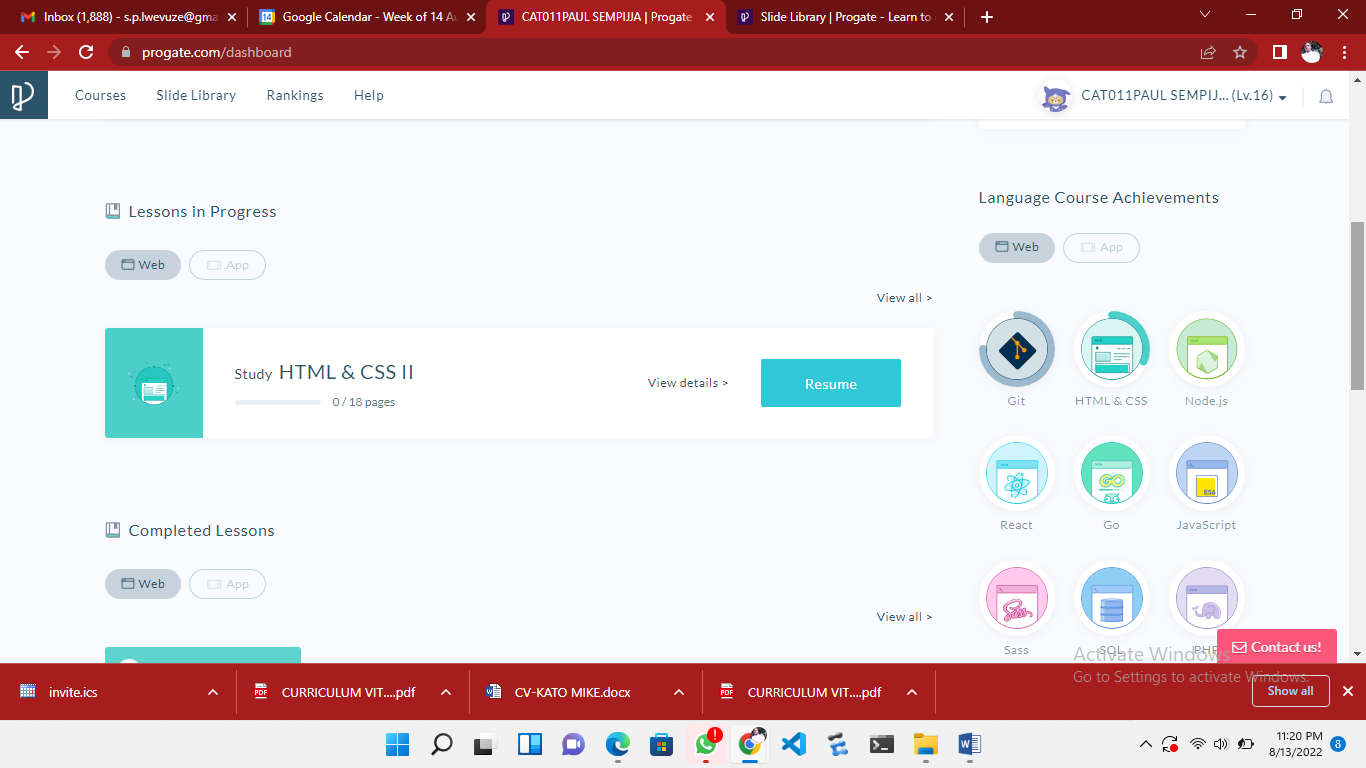 Inbox (1,888) - s.p.lwevuze@gma
Google Calendar - Week of 14 Au
CAT011PAUL SEMPIJJA | Progate
Slide Library | Progate - Learn to
progate.com/dashboard
Courses
Slide Library
Rankings
Help
CAT011PAUL SEMPIJ... (Lv.16)
Lessons in Progress
Web
App
View all >
Study HTML & CSS II
0 / 18 pages
View details >
Resume
Completed Lessons
Web
App
View all >
Language Course Achievements
Web
App
Git
HTML & CSS
Node.js
React
Go
JavaScript
GO
ES6
Sass
Sass
SQL
PHP
Contact us!
Activate Windows
Go to Settings to activate Windows.
invite.ics
PDF
CURRICULUM VIT....pdf
CV-KATO MIKE.docx
PDF
CURRICULUM VIT....pdf
Show all
11:20 PM
8/13/2022
8